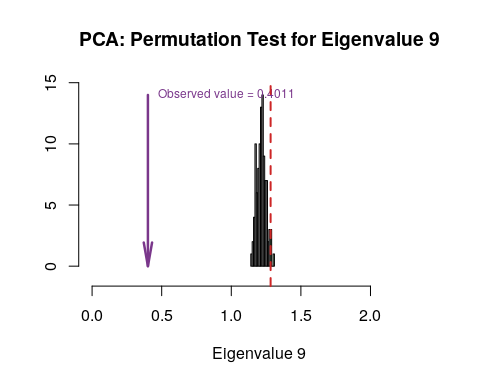 PCA: Permutation Test for Eigenvalue 9
15
Observed value = 0.4011
10
5
0
0.0 0.5 1.0 1.5 2.0
Eigenvalue 9